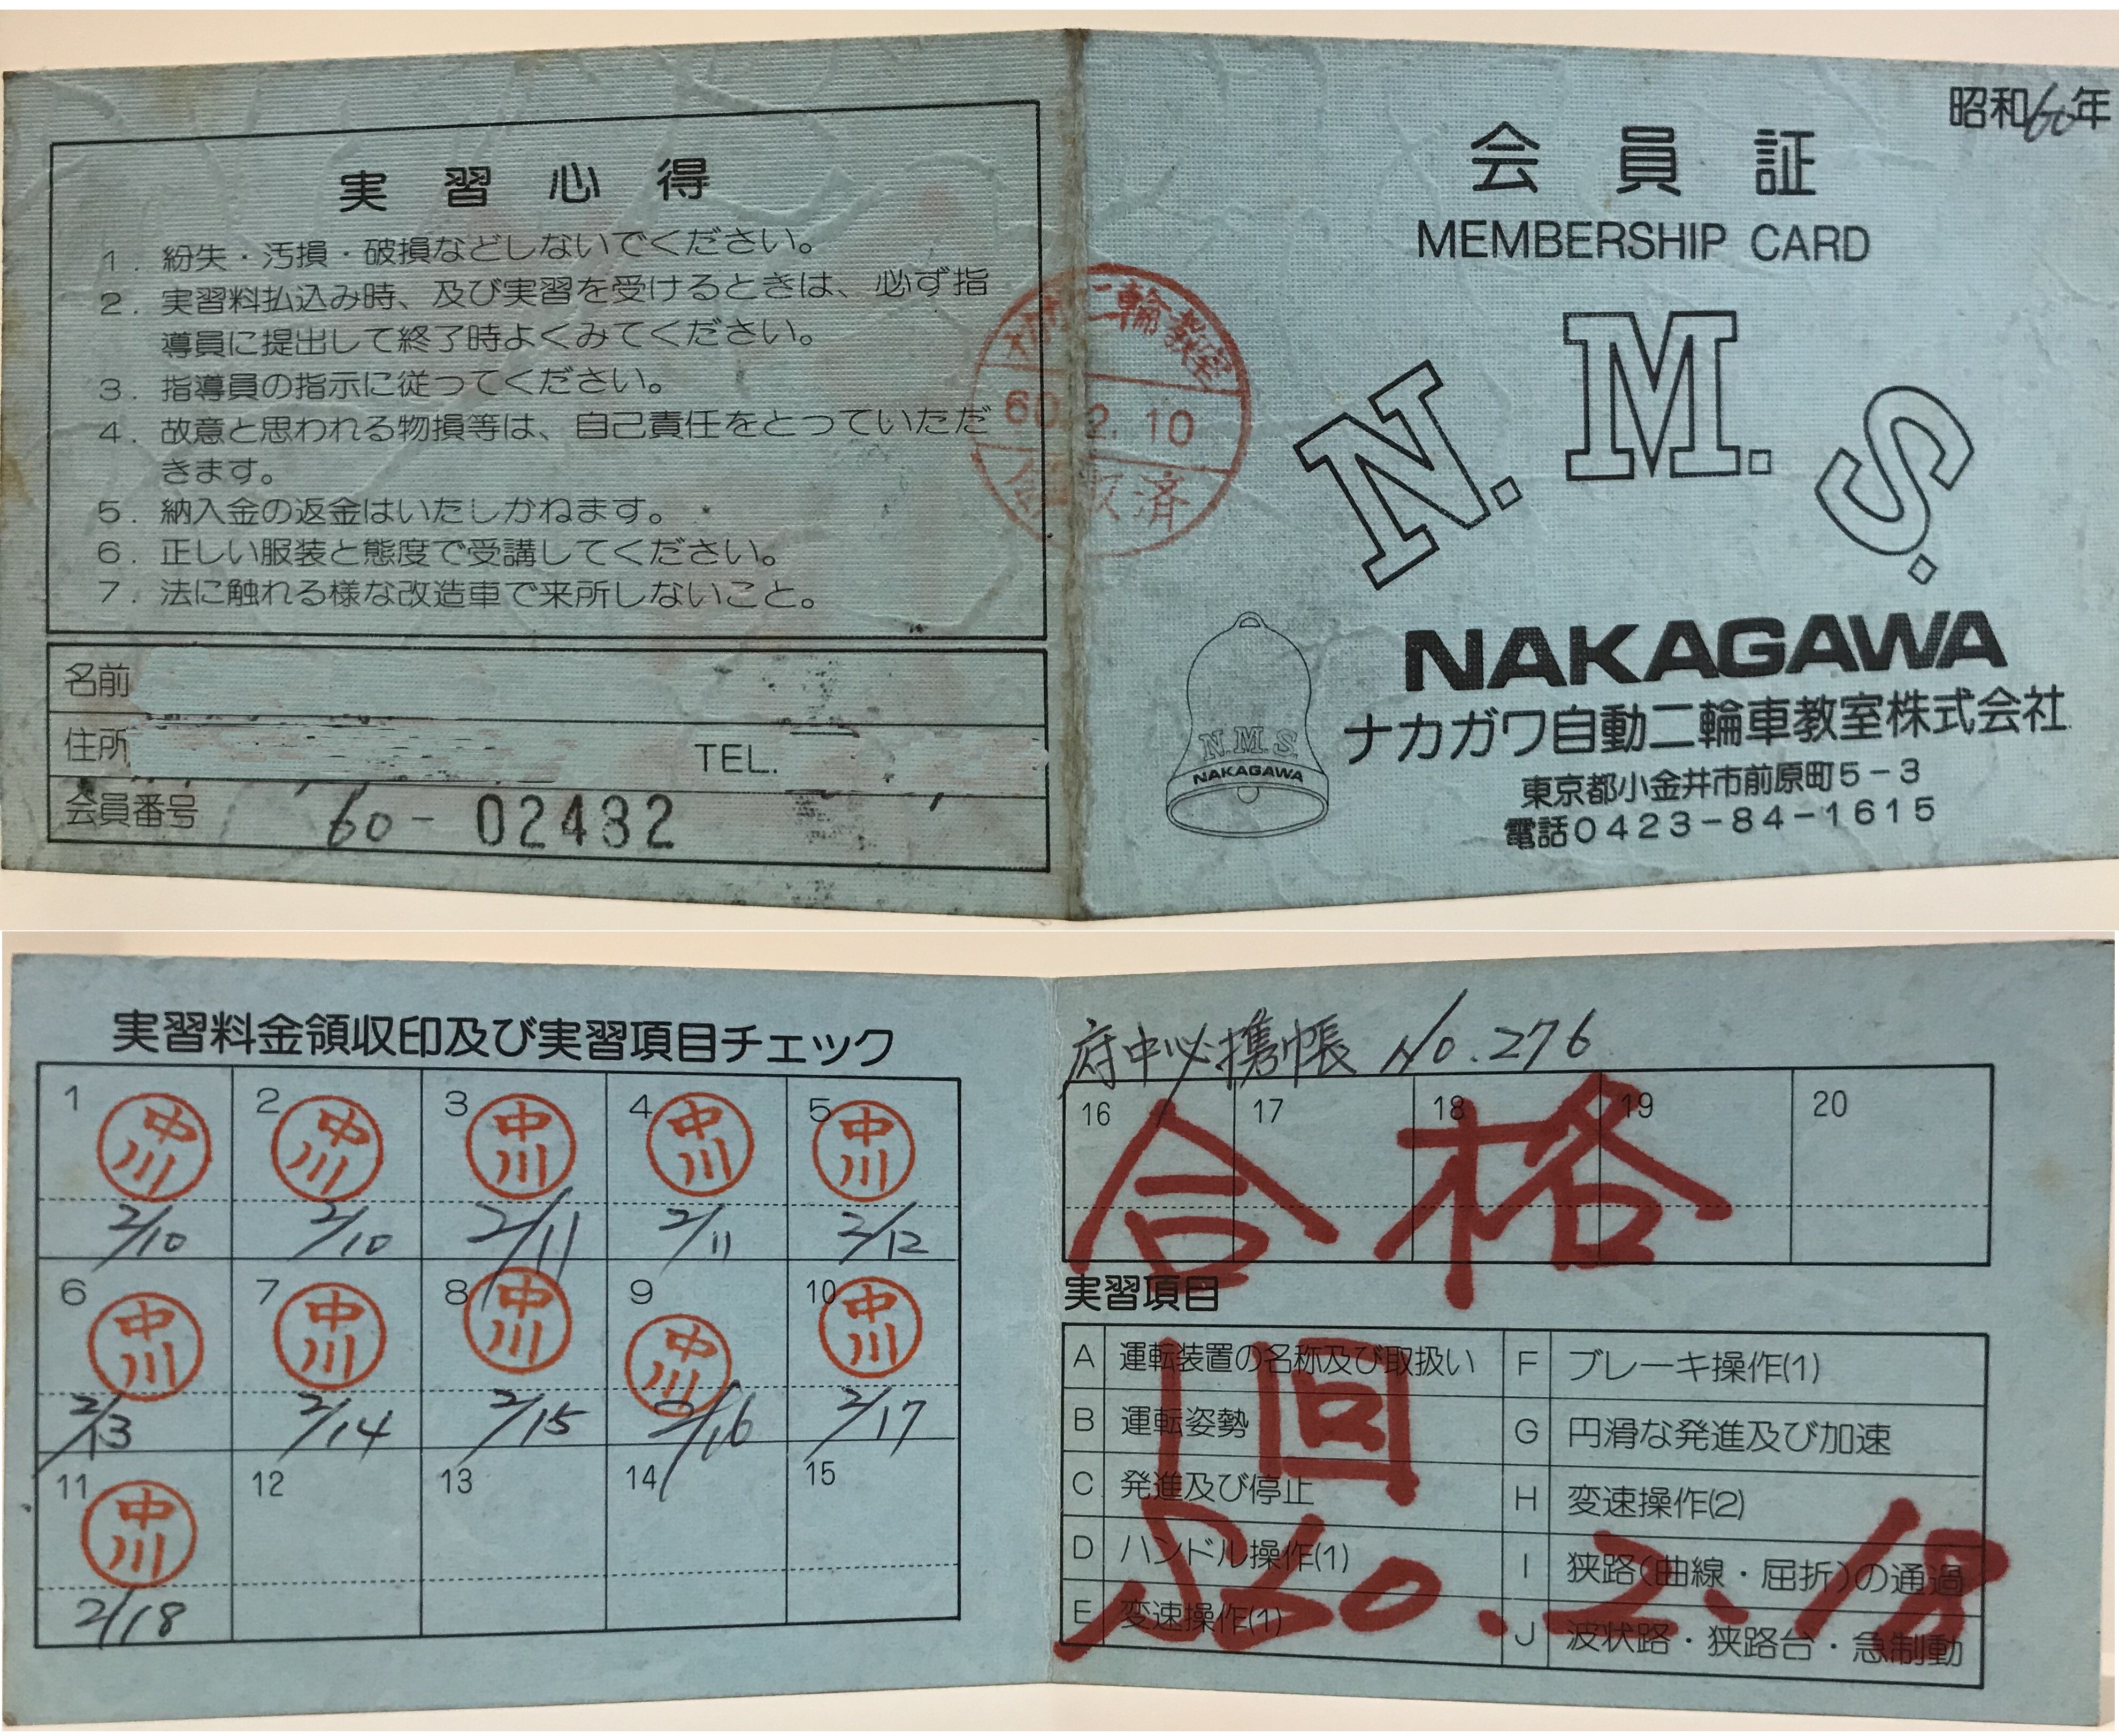 実習心得
1. 紛失・汚損・破損などしないでください。
2. 実習料払込み時、及び実習を受けるときは、必ず指
導員に提出して終了時よくみてください。
3. 指導員の指示に従ってください。
4. 故意と思われる物損等は、自己責任をとっていただ
きます。
5. 納入金の返金はいたしかねます。
6. 正しい服装と態度で受講してください。
7. 法に触れる様な改造車で来所しないこと。
名前
住所
TEL.
会員番号 60-02432
二輪教室
60.2.10
済
昭和60年
会員証
MEMBERSHIP CARD
N.M.S.
N.M.S.
NAKAGAWA
NAKAGAWA
ナカガワ自動二輪車教室株式会社
東京都小金井市前原町5-3
電話0423-84-1615
実習料金領収印及び実習項目チェック
1 2 3 4 5
中川 中川 中川 中川 中川
2/10 2/10 2/11 2/11 2/12
6 7 8 9 10
中川 中川 中川 中川 中川
2/13 2/14 2/15 2/16 2/17
11 12 13 14 15
中川
2/18
府中必携帳 No.276
16 17 18 19 20
合格
実習項目
A 運転装置の名称及び取扱い
B 運転姿勢
C 発進及び停止
D ハンドル操作(1)
E 変速操作(1)
F ブレーキ操作(1)
G 円滑な発進及び加速
H 変速操作(2)
I 狭路(曲線・屈折)の通過
J 波状路・狭路台・急制動
1回
S60.2.18